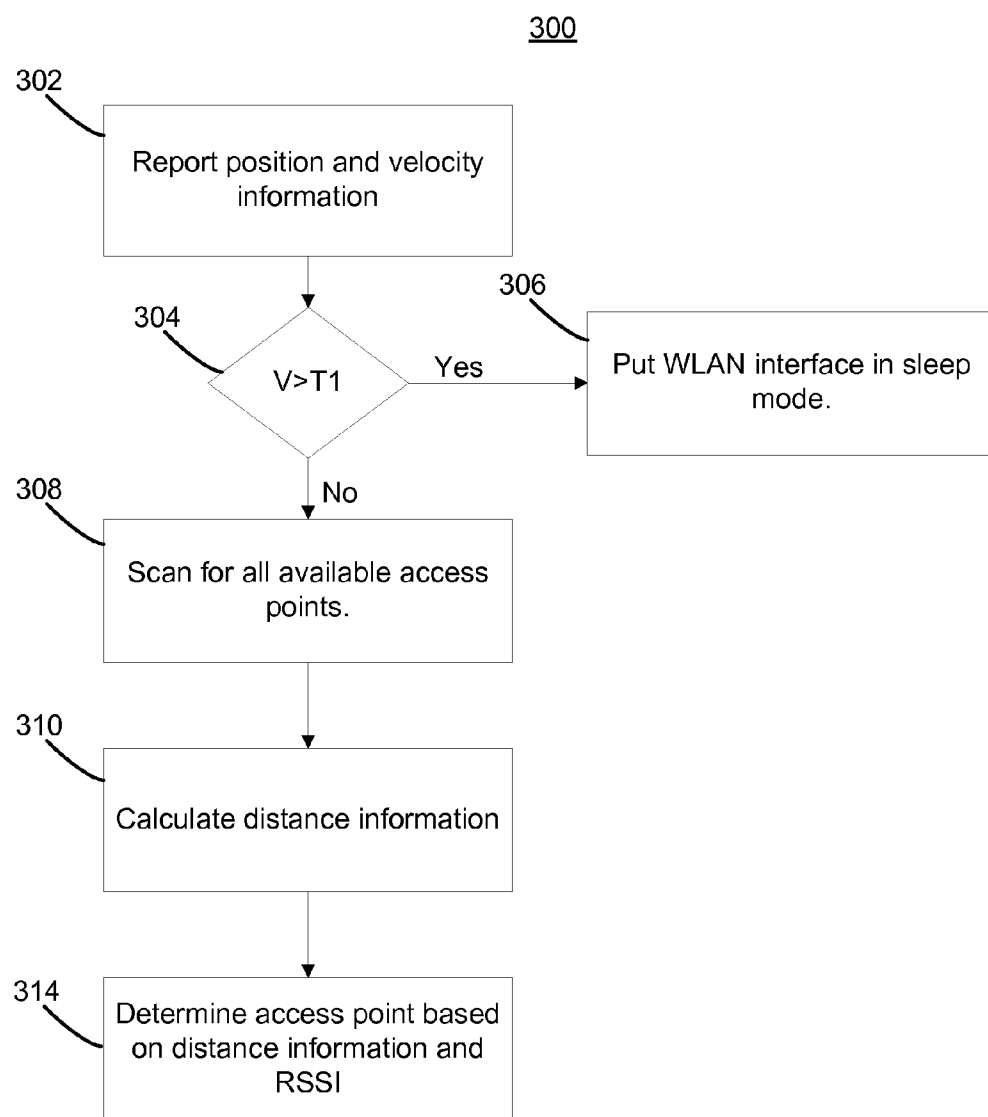 300
302
Report position and velocity
information
304
V>T1
Yes
306
Put WLAN interface in sleep
mode.
No
308
Scan for all available access
points.
310
Calculate distance information
314
Determine access point based
on distance information and
RSSI